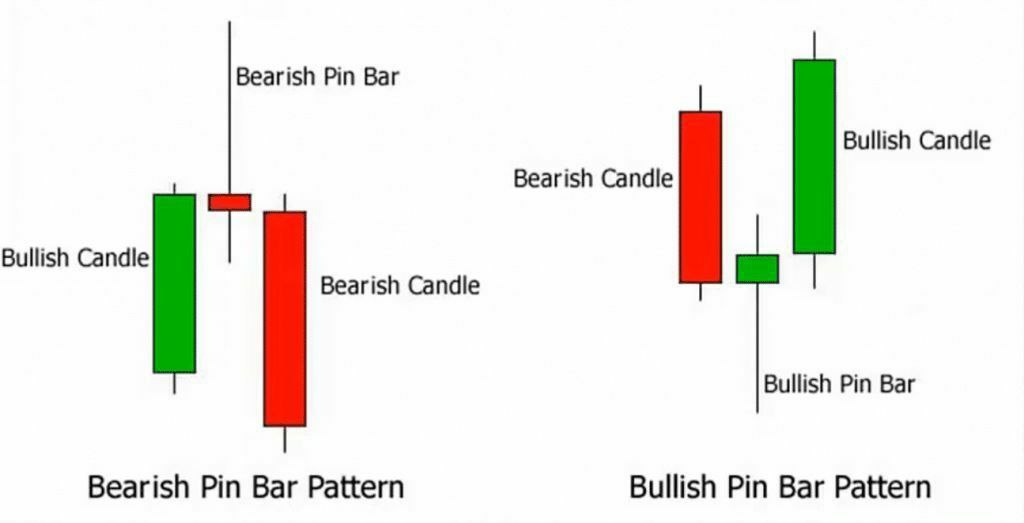 Bearish Pin Bar
Bullish Candle
Bearish Candle
Bearish Pin Bar Pattern
Bearish Candle
Bullish Candle
Bullish Pin Bar
Bullish Pin Bar Pattern